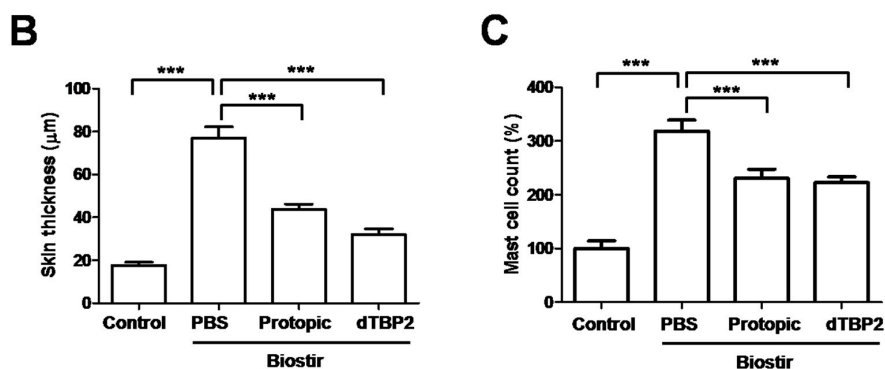 B
Skin thickness (μm)
100
80
60
40
20
0
***
***
***
Control PBS Protopic dTBP2
Biostir
C
Mast cell count (%)
400
300
200
100
0
***
***
***
Control PBS Protopic dTBP2
Biostir